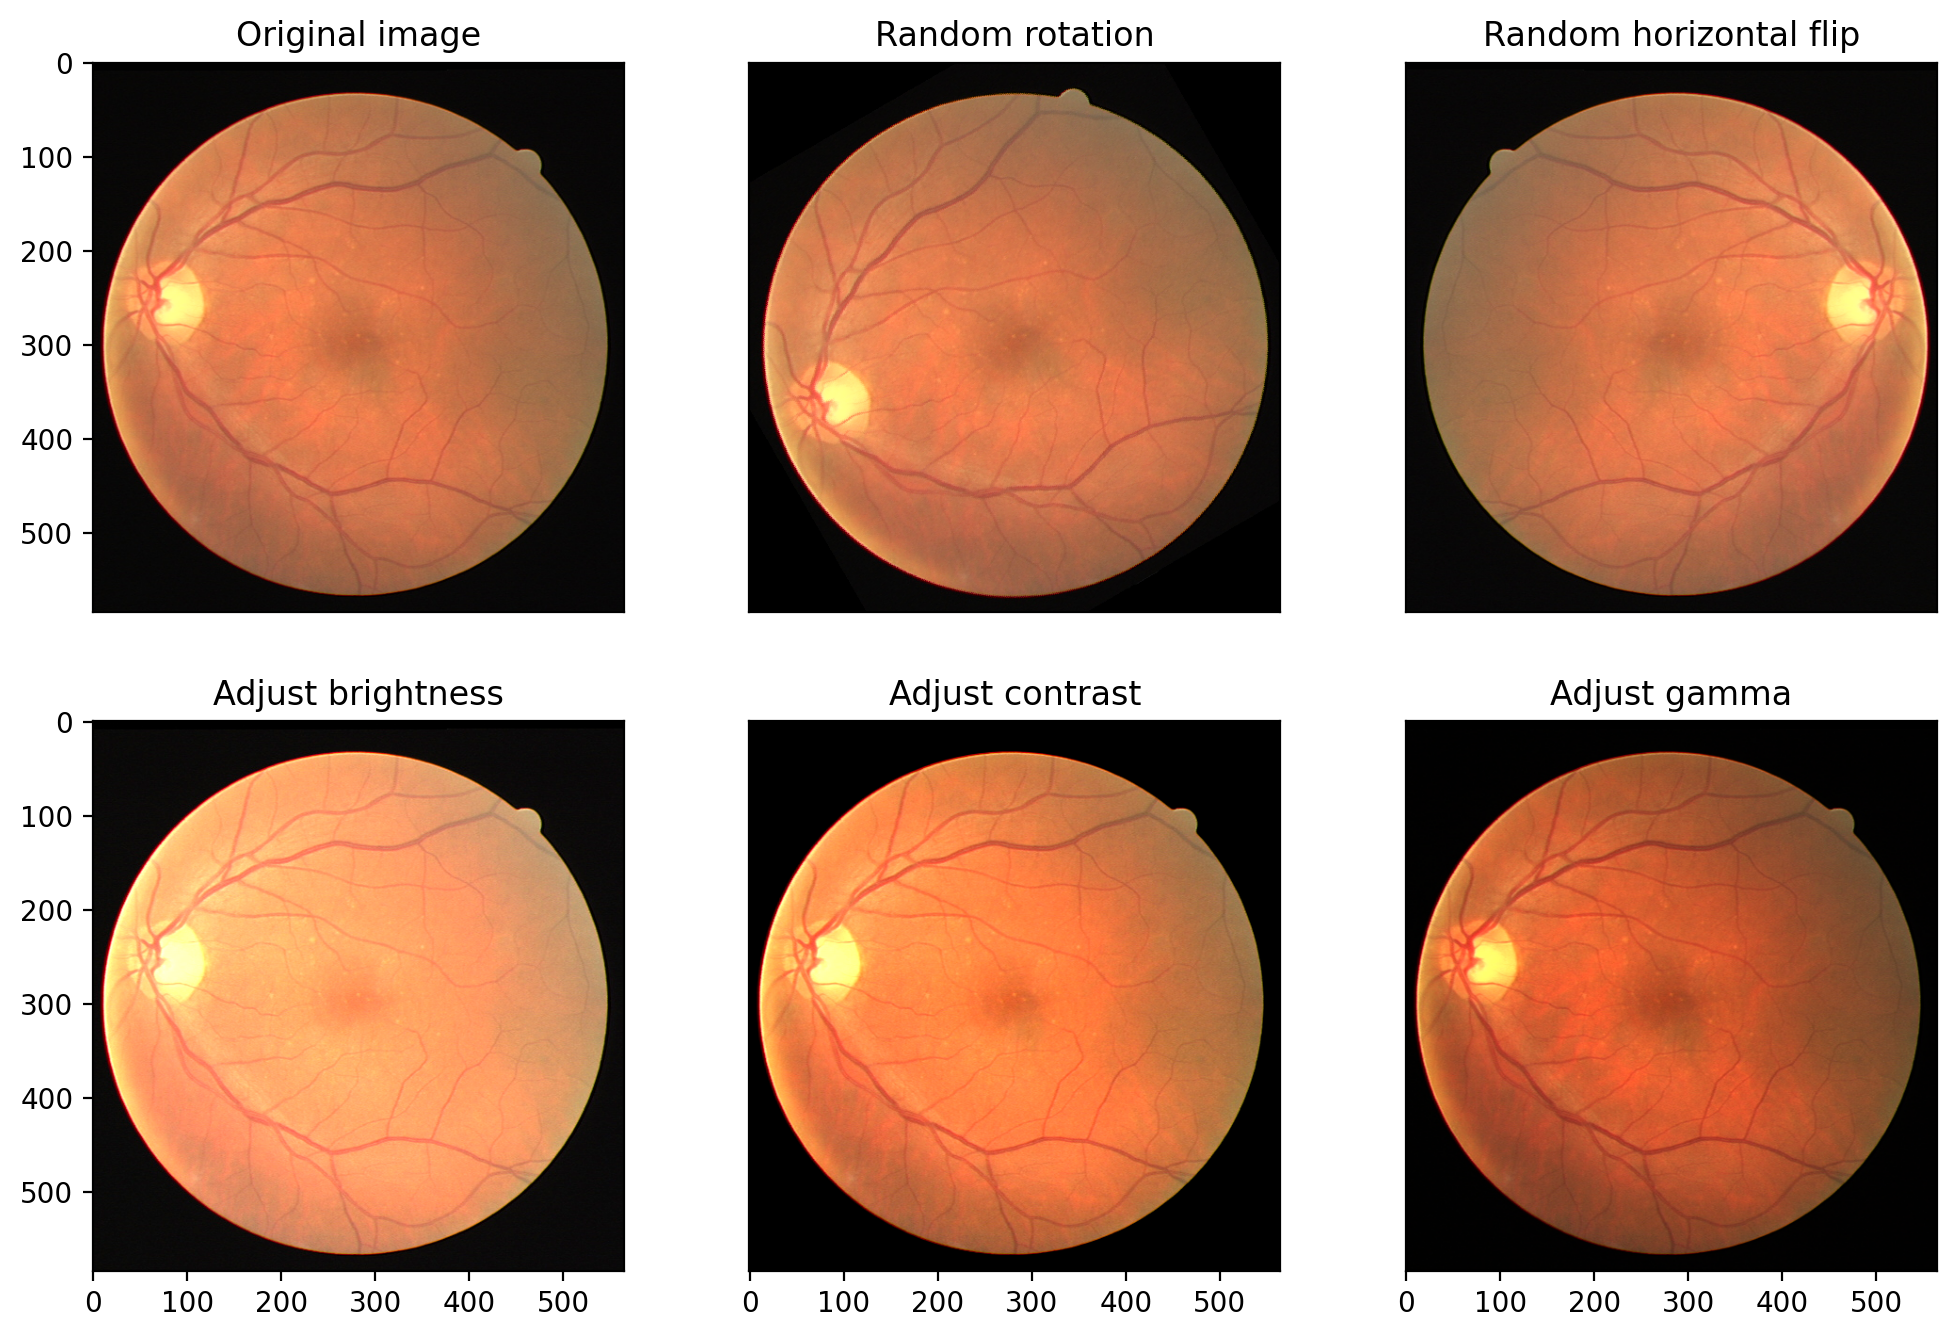 Original image
Random rotation
Random horizontal flip
0
100
200
300
400
500
Adjust brightness
Adjust contrast
Adjust gamma
0
100
200
300
400
500
0 100 200 300 400 500
0 100 200 300 400 500
0 100 200 300 400 500